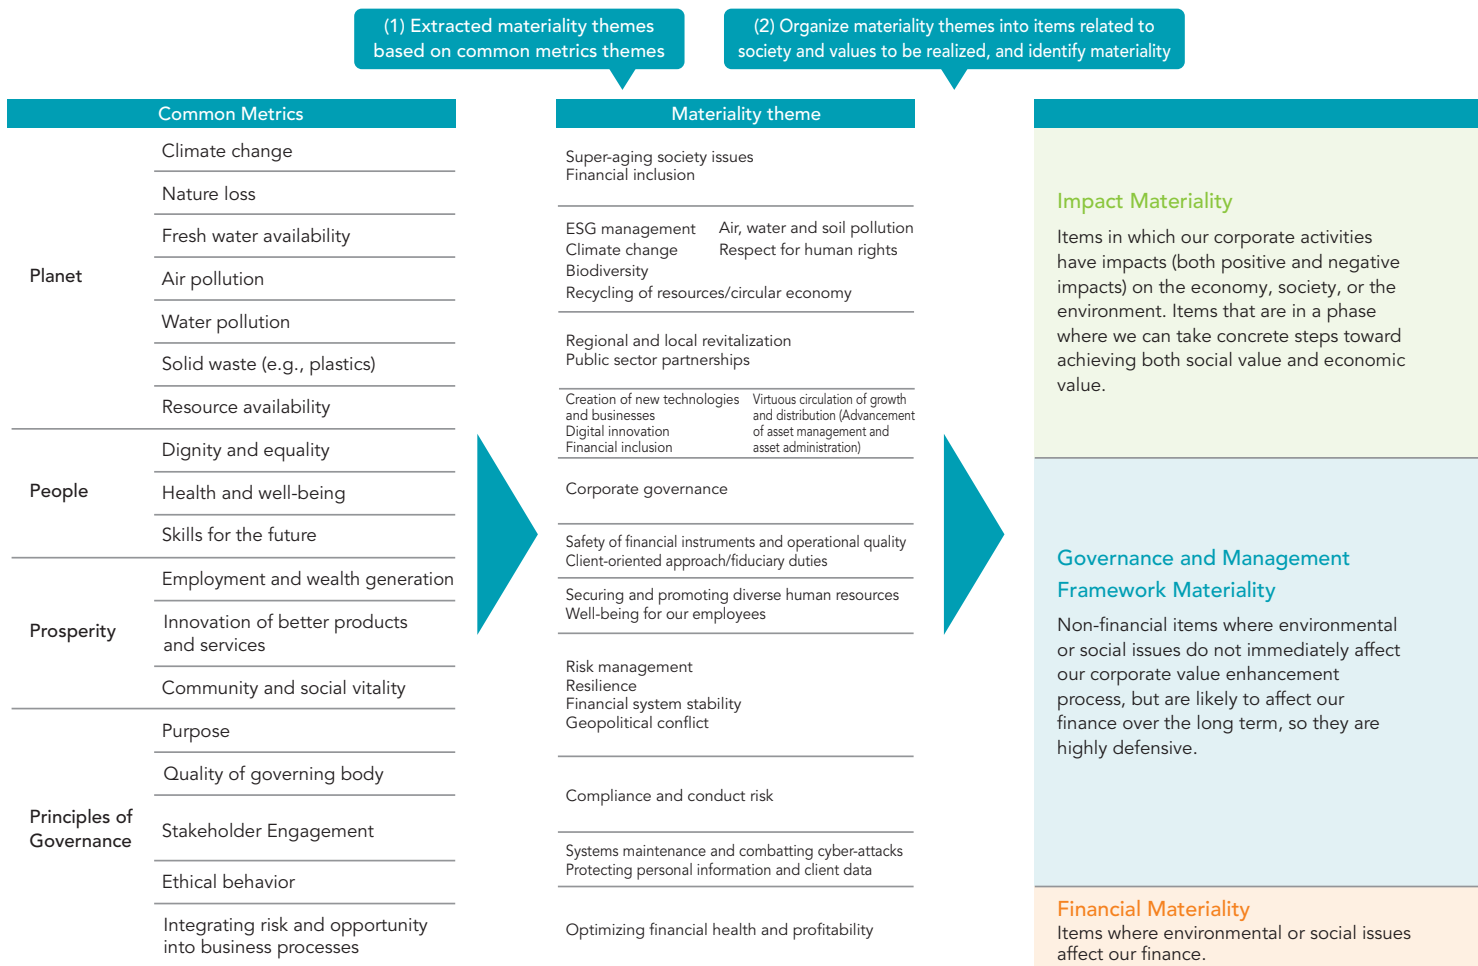 (1) Extracted materiality themes
based on common metrics themes
(2) Organize materiality themes into items related to
society and values to be realized, and identify materiality
Common Metrics
Planet
Climate change
Nature loss
Fresh water availability
Air pollution
Water pollution
Solid waste (e.g., plastics)
Resource availability
People
Dignity and equality
Health and well-being
Skills for the future
Prosperity
Employment and wealth generation
Innovation of better products
and services
Community and social vitality
Principles of
Governance
Purpose
Quality of governing body
Stakeholder Engagement
Ethical behavior
Integrating risk and opportunity
into business processes
Materiality theme
Super-aging society issues
Financial inclusion
ESG management
Climate change
Biodiversity
Air, water and soil pollution
Respect for human rights
Recycling of resources/circular economy
Regional and local revitalization
Public sector partnerships
Creation of new technologies
and businesses
Digital innovation
Financial inclusion
Virtuous circulation of growth
and distribution (Advancement
of asset management and
asset administration)
Corporate governance
Safety of financial instruments and operational quality
Client-oriented approach/fiduciary duties
Securing and promoting diverse human resources
Well-being for our employees
Risk management
Resilience
Financial system stability
Geopolitical conflict
Compliance and conduct risk
Systems maintenance and combatting cyber-attacks
Protecting personal information and client data
Optimizing financial health and profitability
Impact Materiality
Items in which our corporate activities
have impacts (both positive and negative
impacts) on the economy, society, or the
environment. Items that are in a phase
where we can take concrete steps toward
achieving both social value and economic
value.
Governance and Management
Framework Materiality
Non-financial items where environmental
or social issues do not immediately affect
our corporate value enhancement
process, but are likely to affect our
finance over the long term, so they are
highly defensive.
Financial Materiality
Items where environmental or social issues
affect our finance.